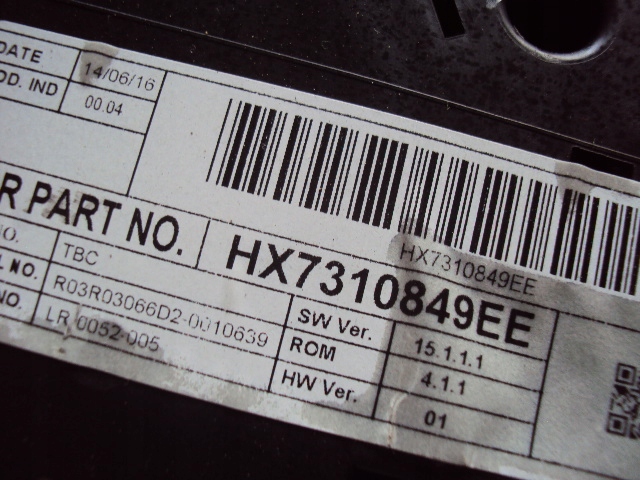 DATE 14/06/16
OD. IND 00.04
HX7310849EE
R PART NO. HX7310849EE
O. TBC SW Ver. 15.1.1.1
L NO. R03R03066D2-0010639 ROM 4.1.1
NO. LR 0052-005 HW Ver. 01